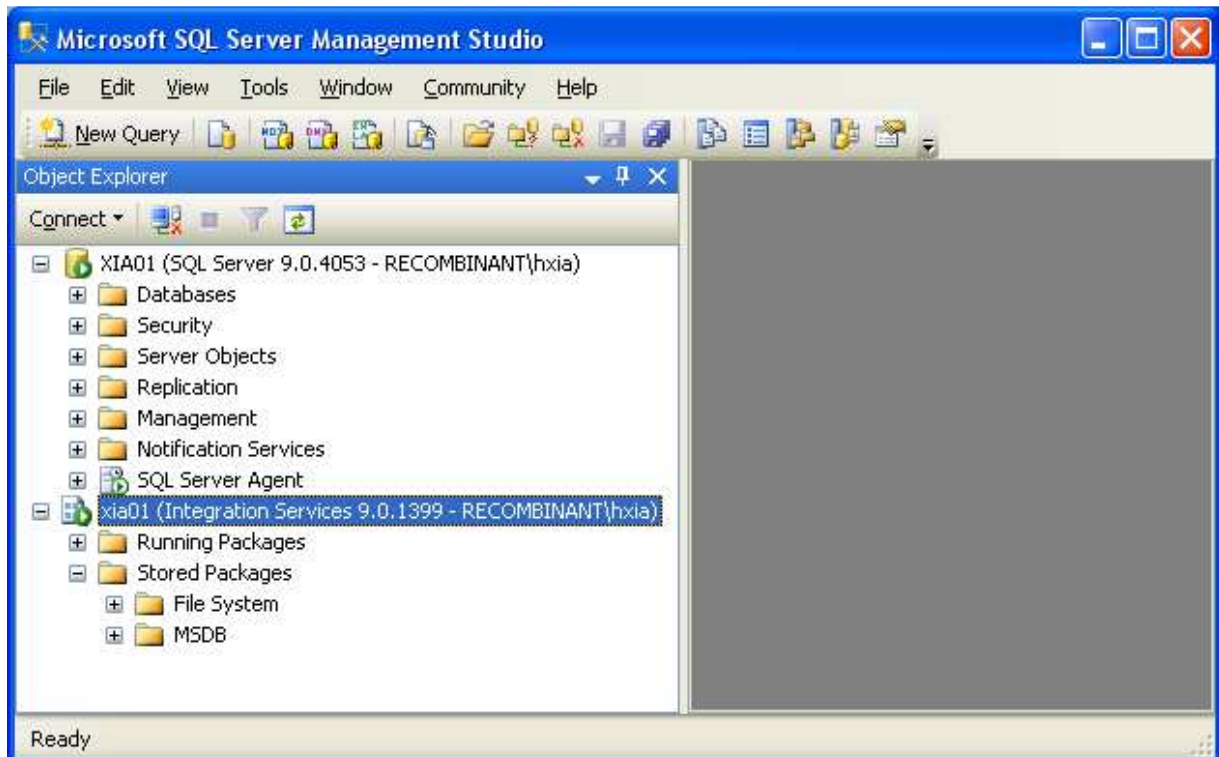 Microsoft SQL Server Management Studio
File Edit View Tools Window Community Help
New Query
Object Explorer
Connect
XIA01 (SQL Server 9.0.4053 - RECOMBINANT\hxia)
Databases
Security
Server Objects
Replication
Management
Notification Services
SQL Server Agent
xia01 (Integration Services 9.0.1399 - RECOMBINANT\hxia)
Running Packages
Stored Packages
File System
MSDB
Ready